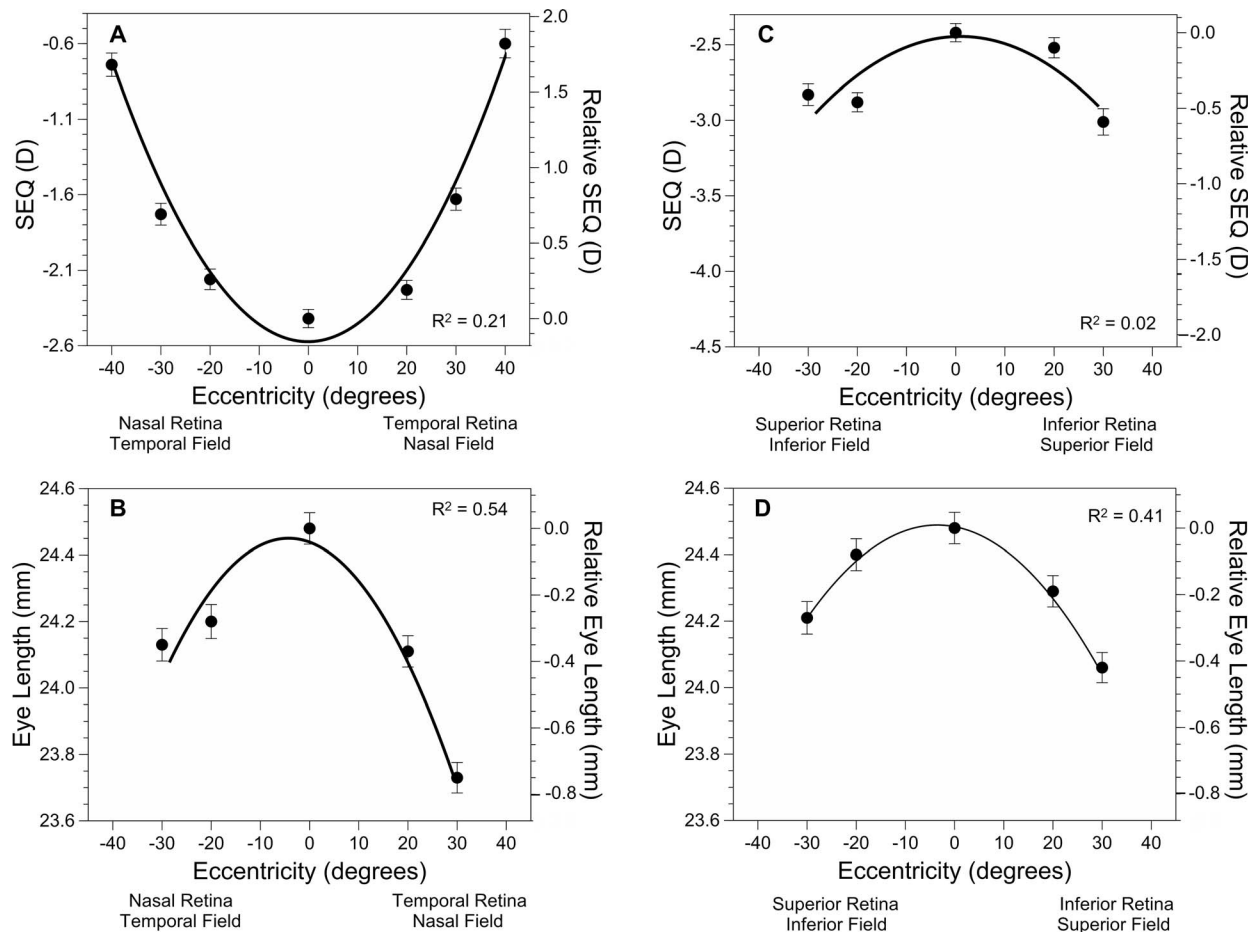 A
SEQ (D)
-0.6
-1.1
-1.6
-2.1
-2.6
2.0
1.5
1.0
0.5
0.0
Relative SEQ (D)
R² = 0.21
-40 -30 -20 -10 0 10 20 30 40
Eccentricity (degrees)
Nasal Retina
Temporal Field
Temporal Retina
Nasal Field
C
SEQ (D)
-2.5
-3.0
-3.5
-4.0
-4.5
0.0
-0.5
-1.0
-1.5
-2.0
Relative SEQ (D)
R² = 0.02
-40 -30 -20 -10 0 10 20 30 40
Eccentricity (degrees)
Superior Retina
Inferior Field
Inferior Retina
Superior Field
B
Eye Length (mm)
24.6
24.4
24.2
24.0
23.8
23.6
0.0
-0.2
-0.4
-0.6
-0.8
Relative Eye Length (mm)
R² = 0.54
-40 -30 -20 -10 0 10 20 30 40
Eccentricity (degrees)
Nasal Retina
Temporal Field
Temporal Retina
Nasal Field
D
Eye Length (mm)
24.6
24.4
24.2
24.0
23.8
23.6
0.0
-0.2
-0.4
-0.6
-0.8
Relative Eye Length (mm)
R² = 0.41
-40 -30 -20 -10 0 10 20 30 40
Eccentricity (degrees)
Superior Retina
Inferior Field
Inferior Retina
Superior Field